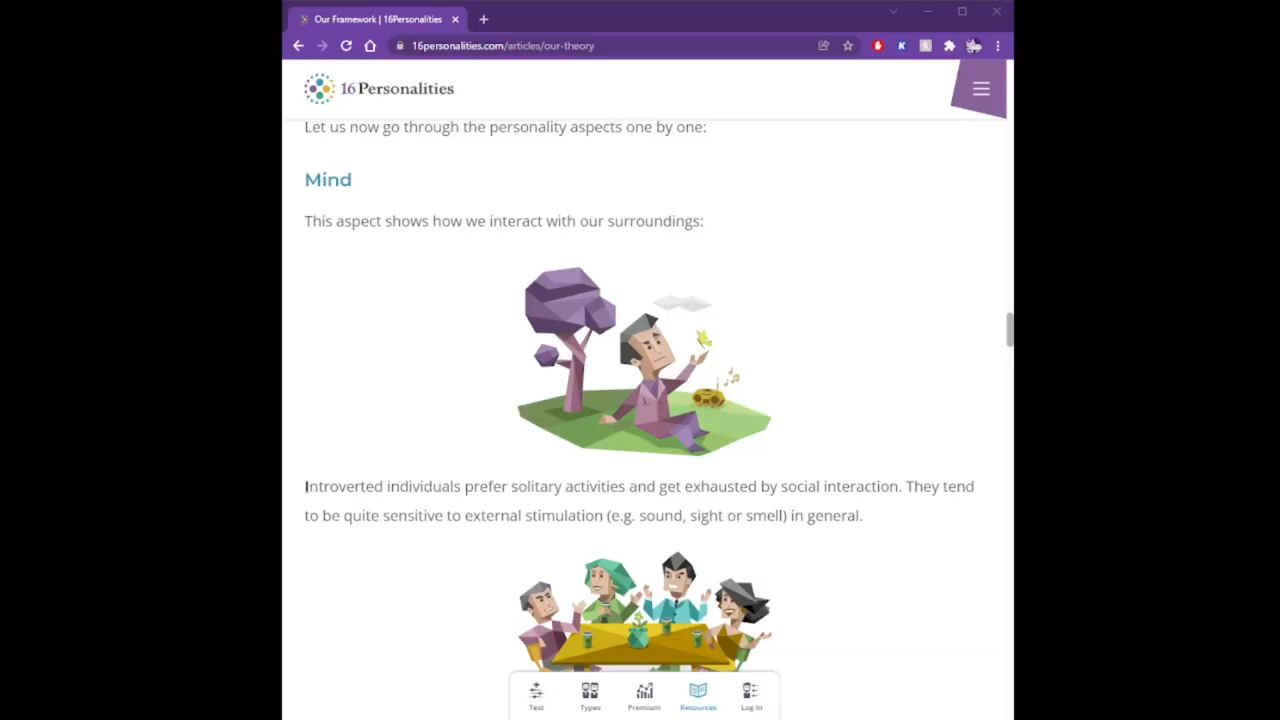 Our Framework | 16Personalities
16personalities.com/articles/our-theory
16Personalities
Let us now go through the personality aspects one by one:
Mind
This aspect shows how we interact with our surroundings:
Introverted individuals prefer solitary activities and get exhausted by social interaction. They tend
to be quite sensitive to external stimulation (e.g. sound, sight or smell) in general.
Test Types Premium Resources Log In